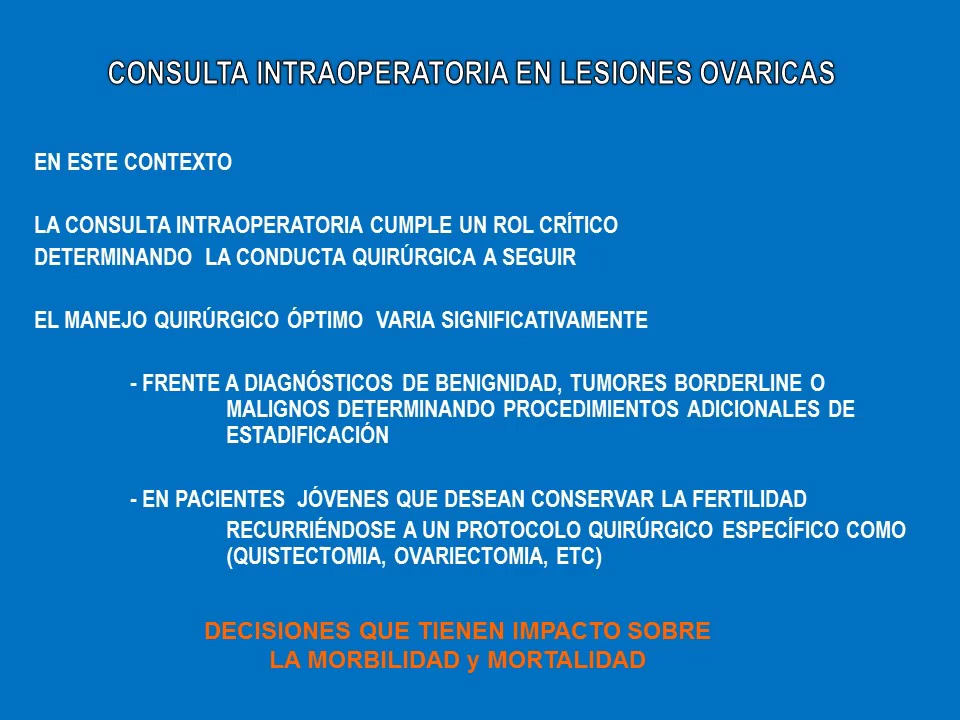 CONSULTA INTRAOPERATORIA EN LESIONES OVARICAS
EN ESTE CONTEXTO
LA CONSULTA INTRAOPERATORIA CUMPLE UN ROL CRÍTICO
DETERMINANDO LA CONDUCTA QUIRÚRGICA A SEGUIR
EL MANEJO QUIRÚRGICO ÓPTIMO VARIA SIGNIFICATIVAMENTE
- FRENTE A DIAGNÓSTICOS DE BENIGNIDAD, TUMORES BORDERLINE O
MALIGNOS DETERMINANDO PROCEDIMIENTOS ADICIONALES DE
ESTADIFICACIÓN
- EN PACIENTES JÓVENES QUE DESEAN CONSERVAR LA FERTILIDAD
RECURRIÉNDOSE A UN PROTOCOLO QUIRÚRGICO ESPECÍFICO COMO
(QUISTECTOMIA, OVARIECTOMIA, ETC)
DECISIONES QUE TIENEN IMPACTO SOBRE
LA MORBILIDAD y MORTALIDAD